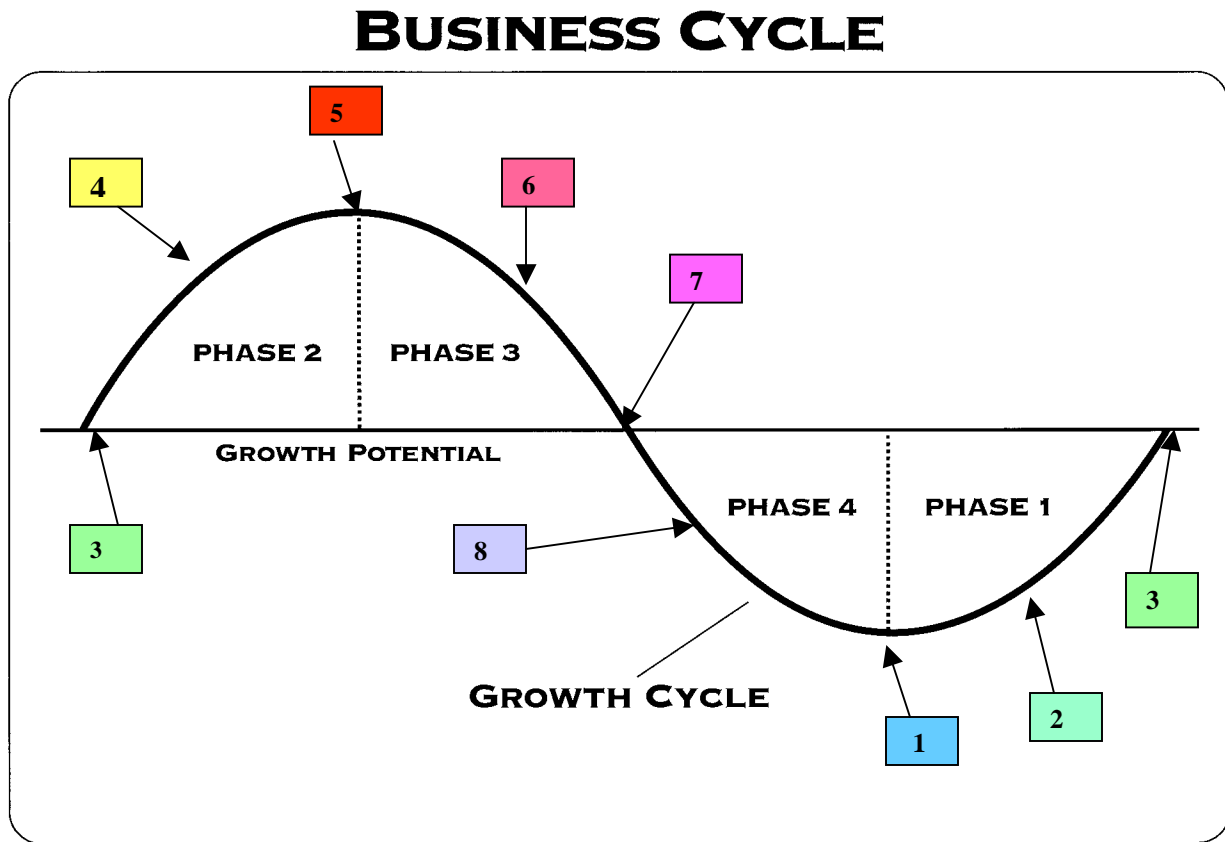 BUSINESS CYCLE
5
4
6
7
PHASE 2
PHASE 3
GROWTH POTENTIAL
PHASE 4
PHASE 1
3
8
3
GROWTH CYCLE
2
1